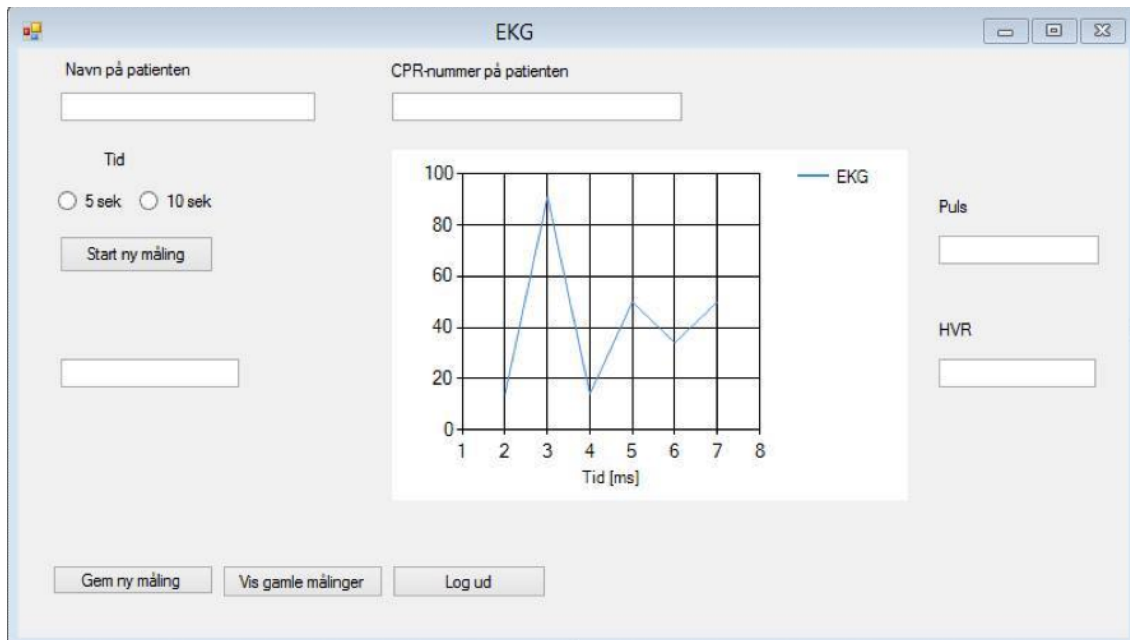 EKG
Navn på patienten
CPR-nummer på patienten
Tid
5 sek
10 sek
Start ny måling
100
80
60
40
20
0
1 2 3 4 5 6 7 8
Tid [ms]
EKG
Puls
HVR
Gem ny måling
Vis gamle målinger
Log ud